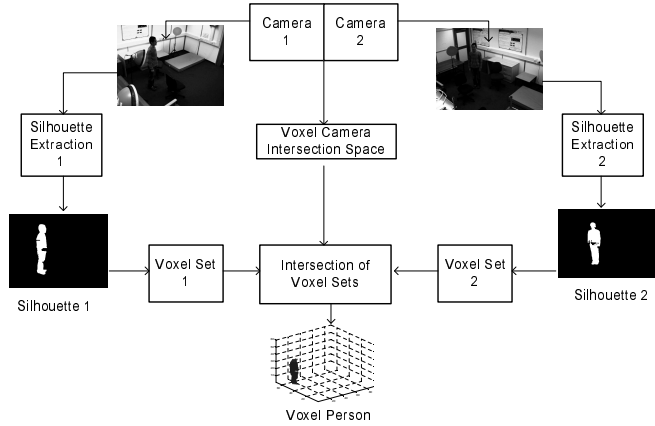 Camera
1
Camera
2
Silhouette
Extraction
1
Voxel Camera
Intersection Space
Silhouette
Extraction
2
Silhouette 1
Voxel Set
1
Intersection of
Voxel Sets
Voxel Set
2
Silhouette 2
Voxel Person